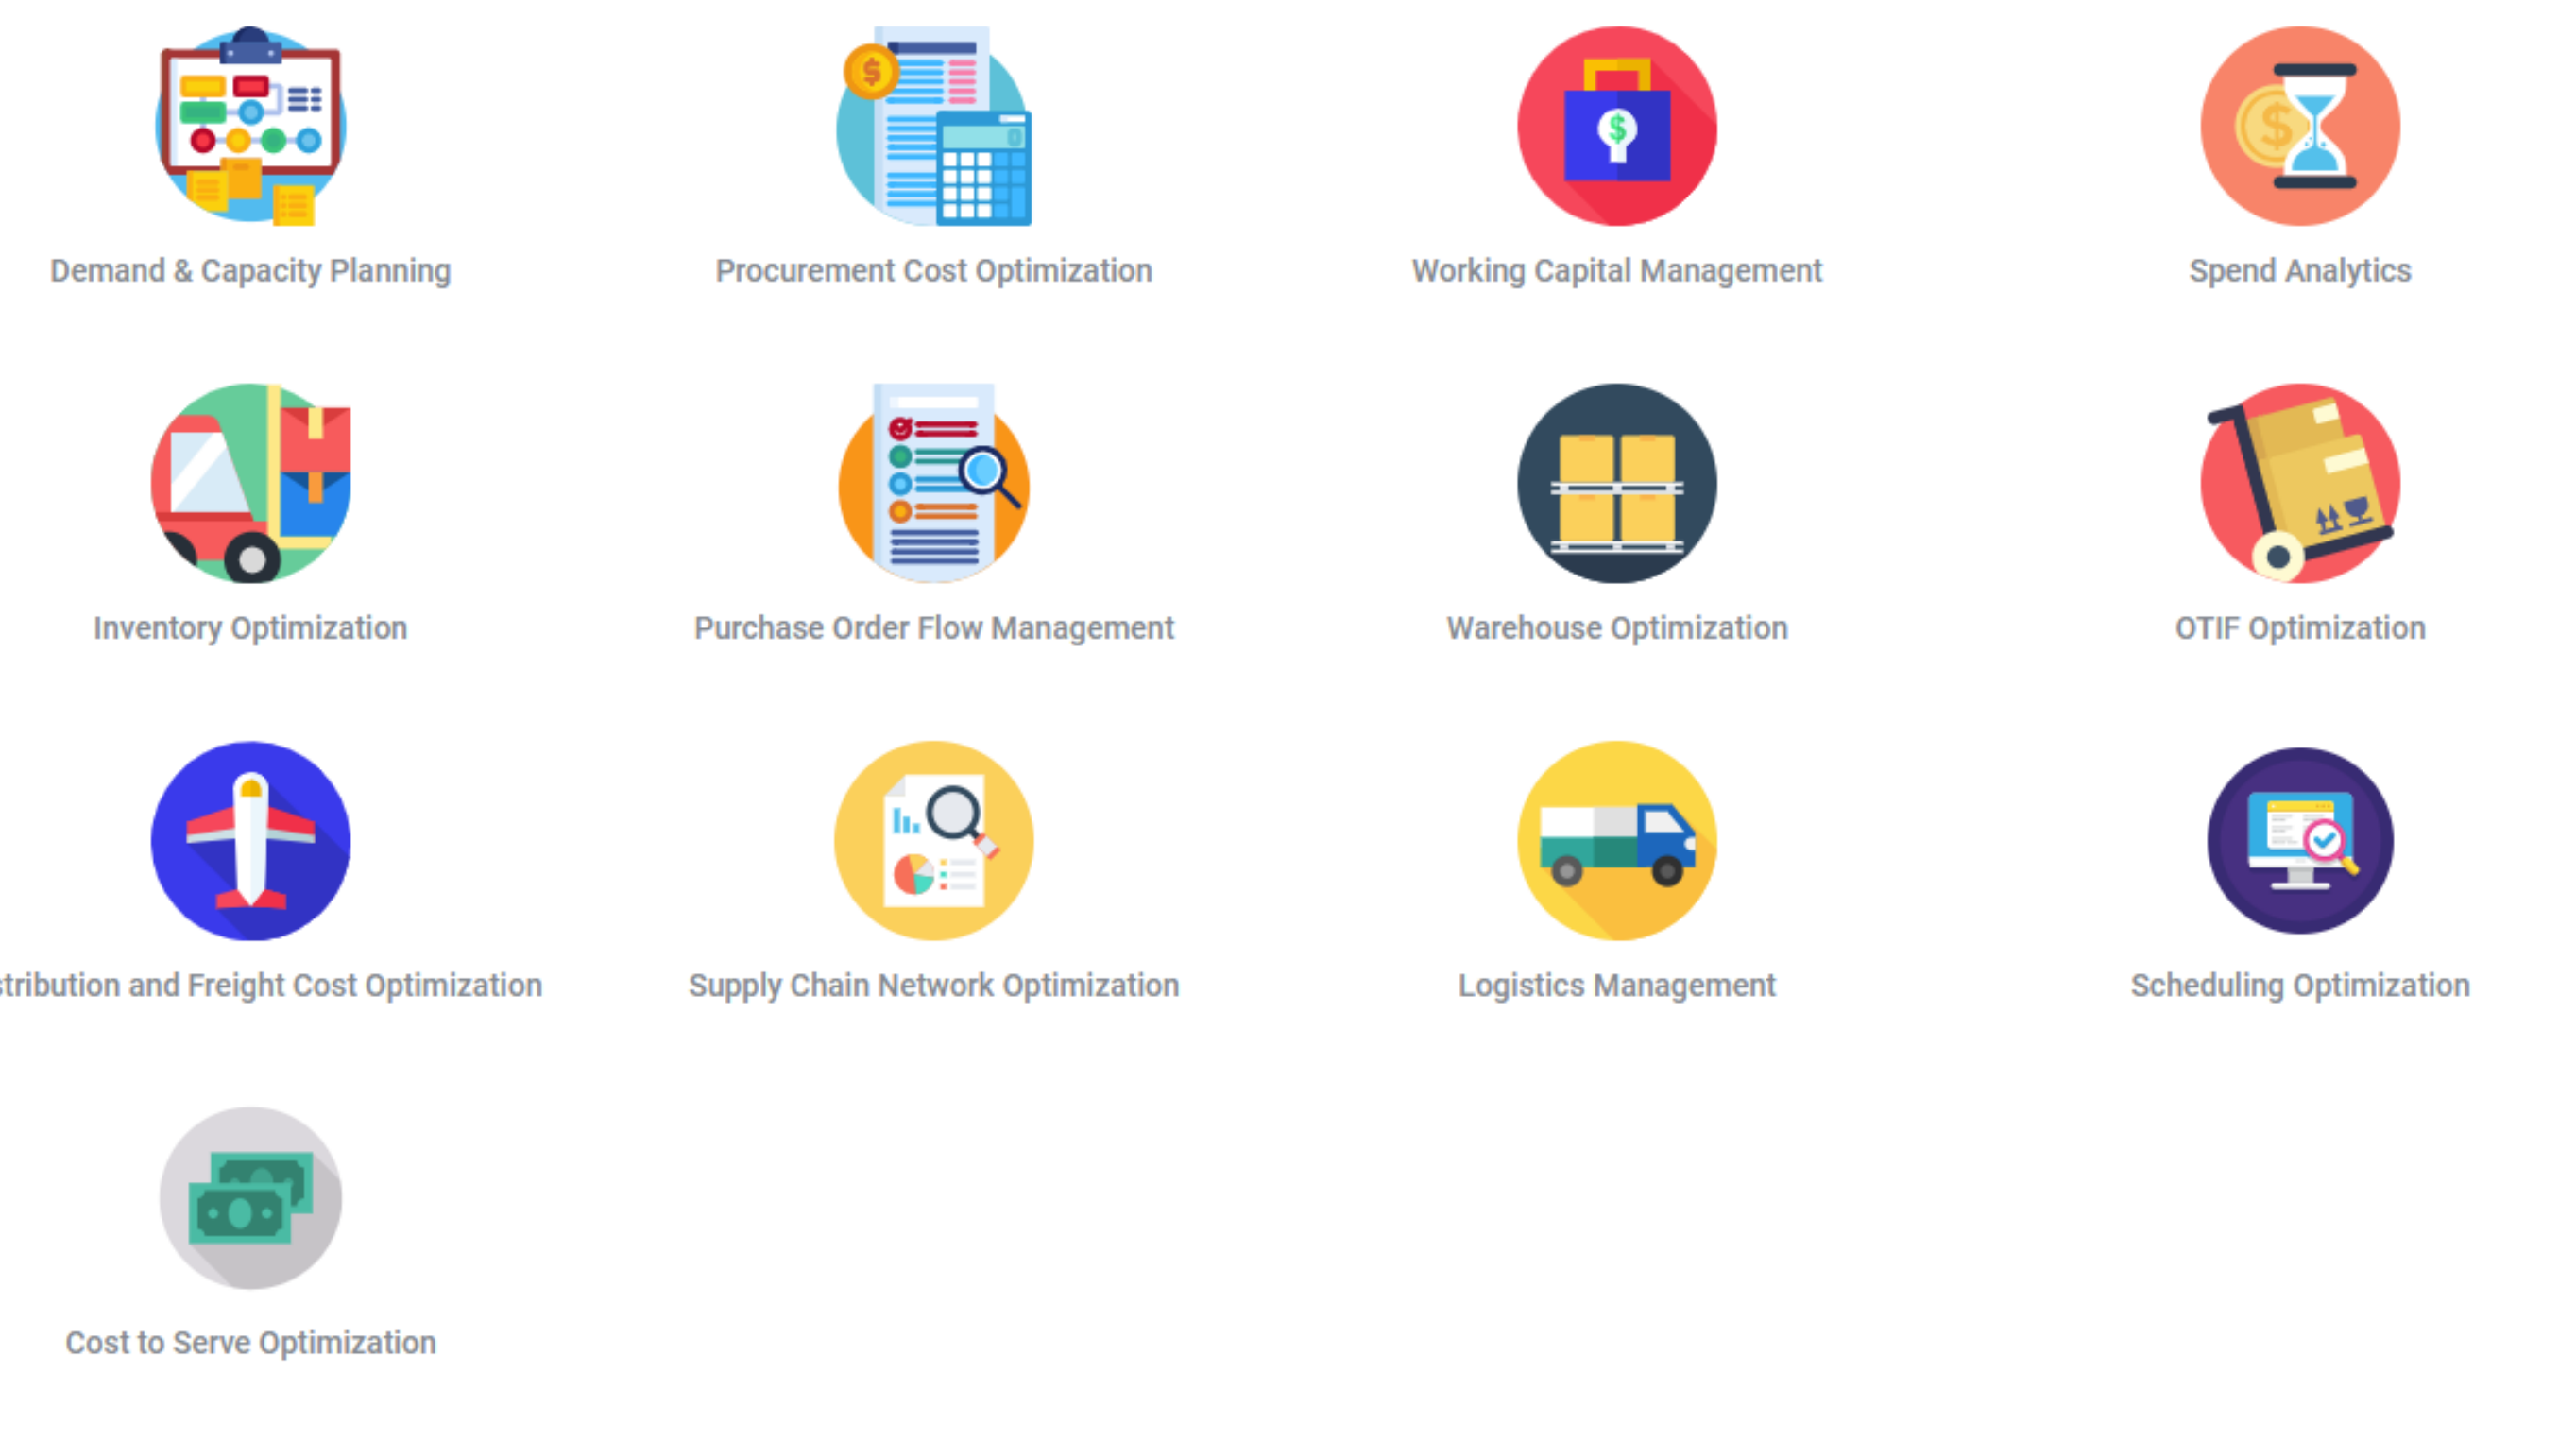 Demand & Capacity Planning
Procurement Cost Optimization
Working Capital Management
Spend Analytics
Inventory Optimization
Purchase Order Flow Management
Warehouse Optimization
OTIF Optimization
and Freight Cost Optimization
Supply Chain Network Optimization
Logistics Management
Scheduling Optimization
Cost to Serve Optimization